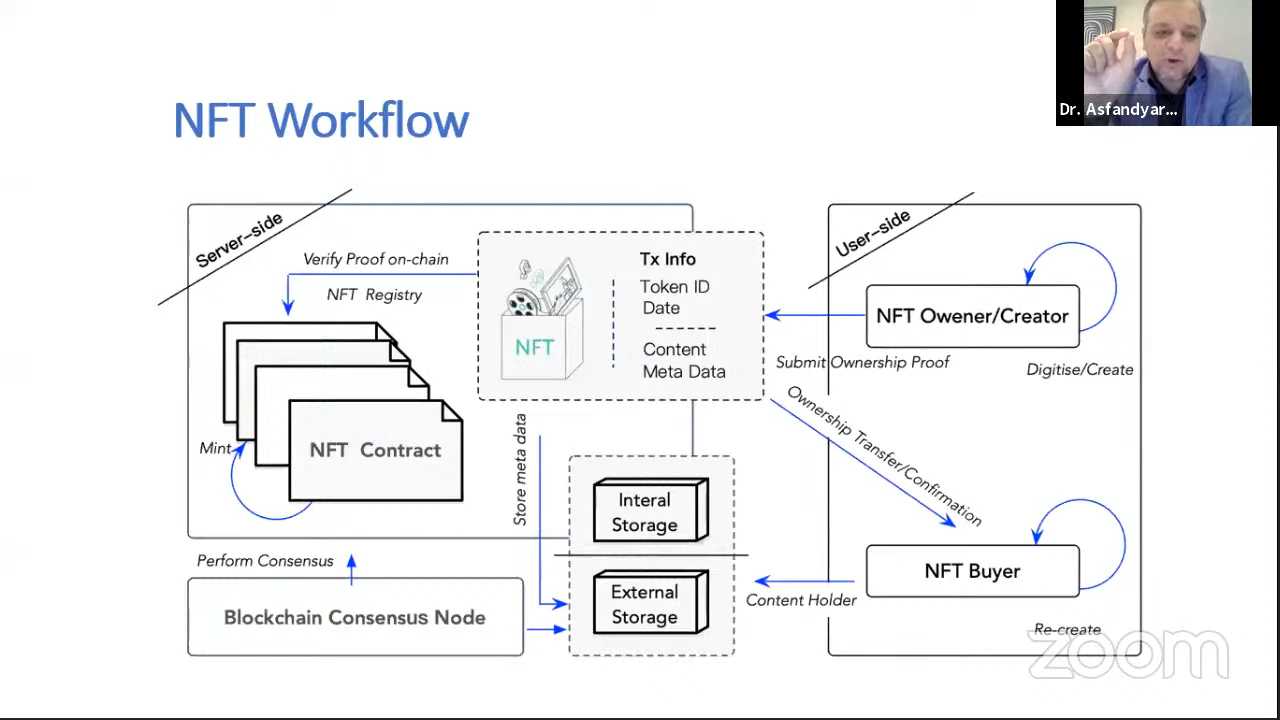 Dr. Asfandyar...
NFT Workflow
Server-side
User-side
Verify Proof on-chain
NFT Registry
Tx Info
Token ID
Date
Content
Meta Data
NFT
NFT Owener/Creator
Submit Ownership Proof
Digitise/Create
Ownership Transfer/Confirmation
Mint
NFT Contract
Store meta data
Interal
Storage
External
Storage
Perform Consensus
Blockchain Consensus Node
NFT Buyer
Content Holder
Re-create
zoom